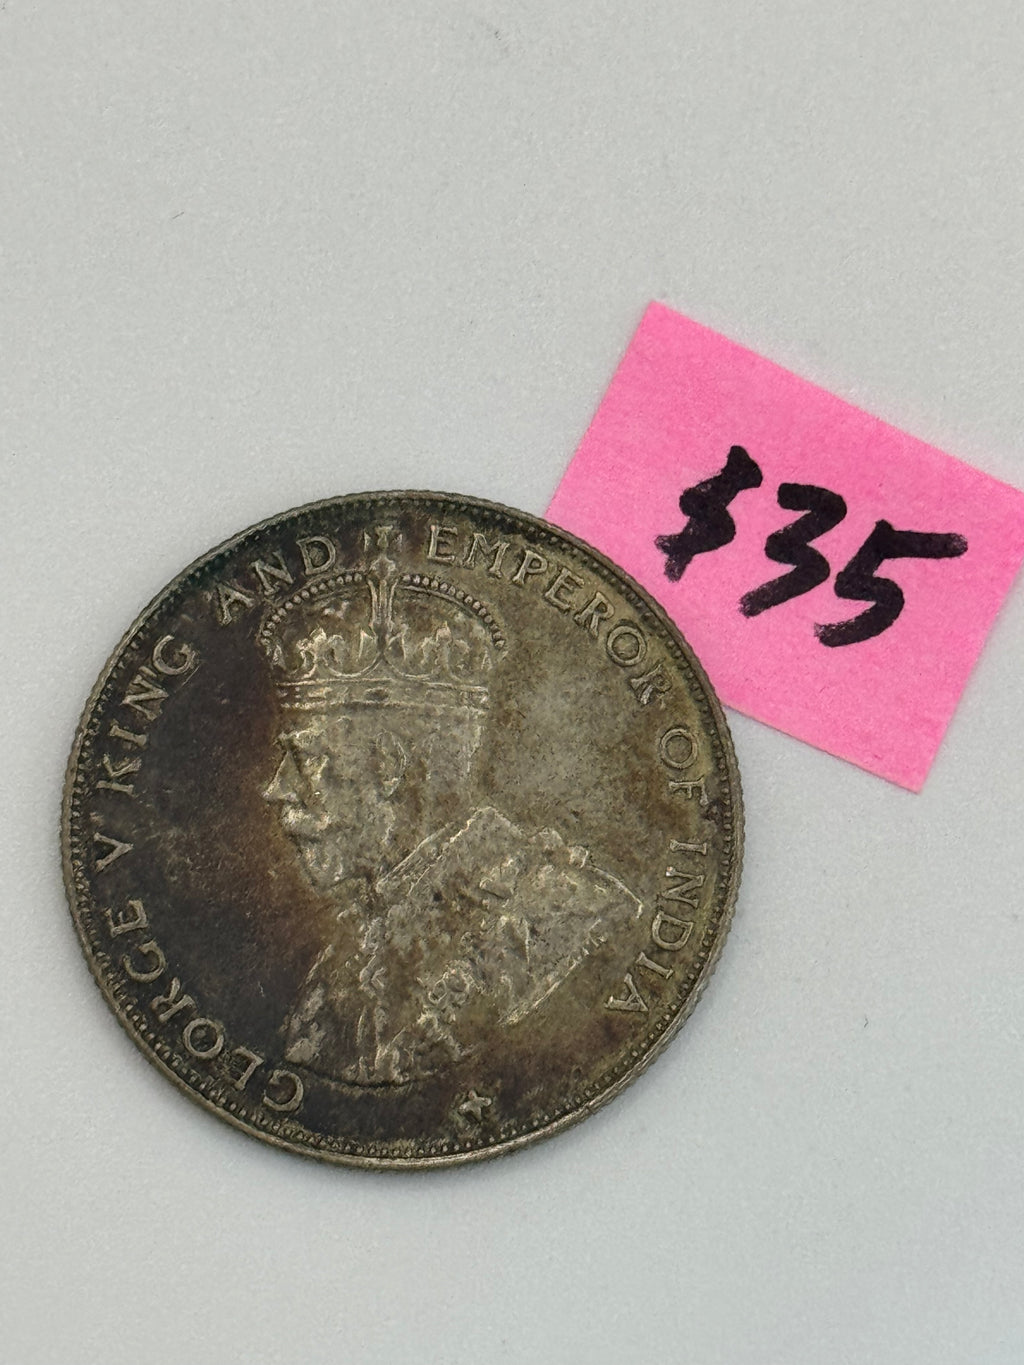 GEORGE V KING AND EMPEROR OF INDIA
$35